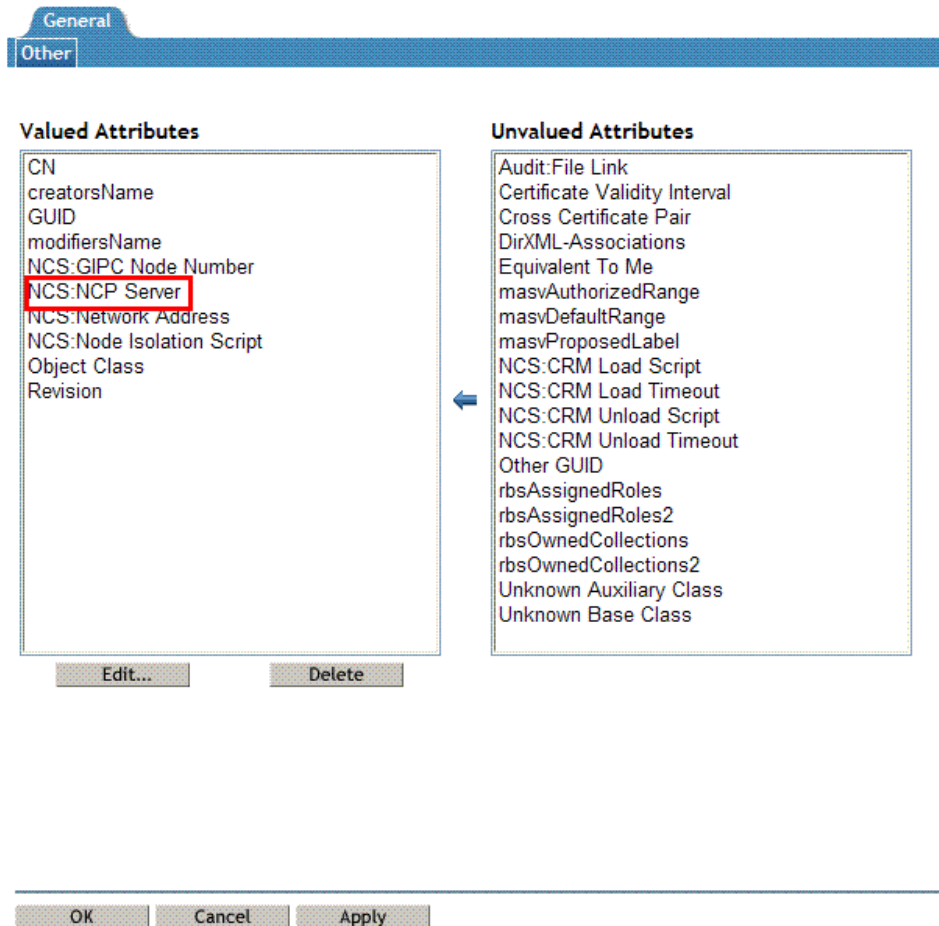 General
Other
Valued Attributes
CN
creatorsName
GUID
modifiersName
NCS:GIPC Node Number
NCS:NCP Server
NCS:Network Address
NCS:Node Isolation Script
Object Class
Revision
Edit...
Delete
Unvalued Attributes
Audit:File Link
Certificate Validity Interval
Cross Certificate Pair
DirXML-Associations
Equivalent To Me
masvAuthorizedRange
masvDefaultRange
masvProposedLabel
NCS:CRM Load Script
NCS:CRM Load Timeout
NCS:CRM Unload Script
NCS:CRM Unload Timeout
Other GUID
rbsAssignedRoles
rbsAssignedRoles2
rbsOwnedCollections
rbsOwnedCollections2
Unknown Auxiliary Class
Unknown Base Class
OK
Cancel
Apply